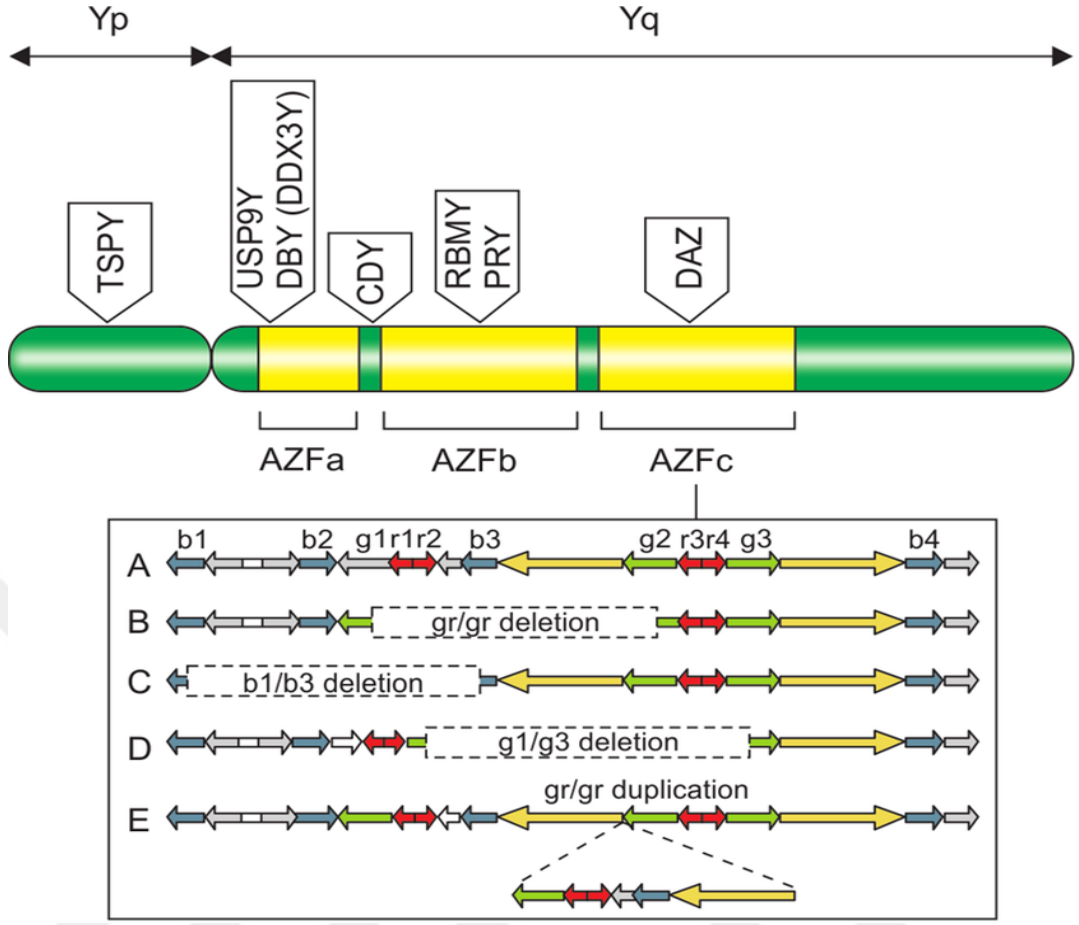 Yp Yq
TSPY
USP9Y
DBY (DDX3Y)
CDY
RBMY
PRY
DAZ
AZFa AZFb AZFc
b1 b2 g1 r1 r2 b3 g2 r3 r4 g3 b4
A
B gr/gr deletion
C b1/b3 deletion
D g1/g3 deletion
gr/gr duplication
E